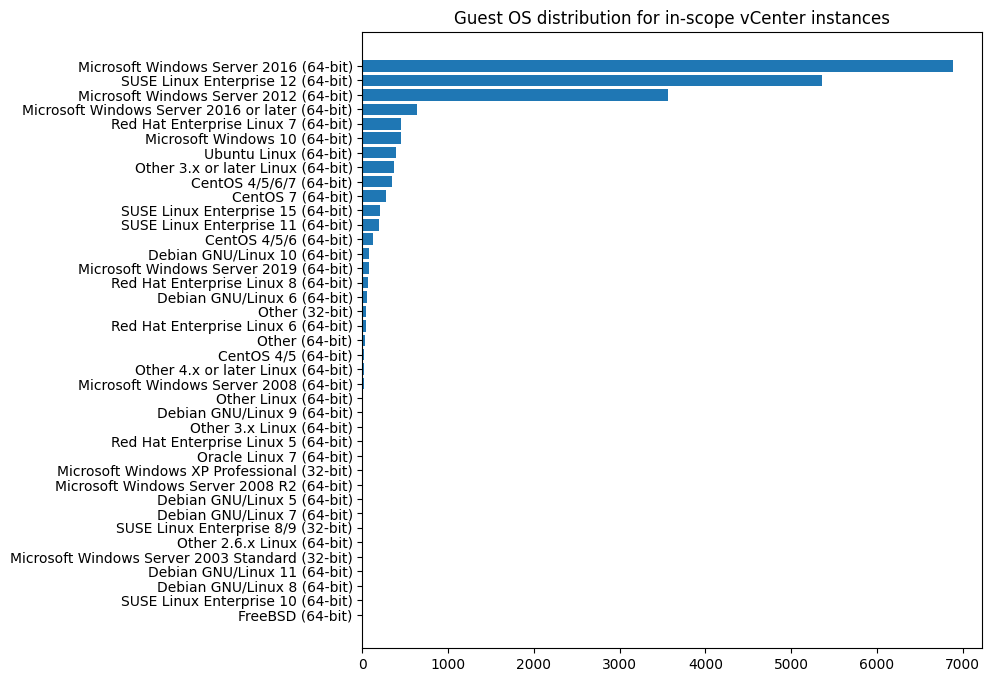 Guest OS distribution for in-scope vCenter instances
Microsoft Windows Server 2016 (64-bit)
SUSE Linux Enterprise 12 (64-bit)
Microsoft Windows Server 2012 (64-bit)
Microsoft Windows Server 2016 or later (64-bit)
Red Hat Enterprise Linux 7 (64-bit)
Microsoft Windows 10 (64-bit)
Ubuntu Linux (64-bit)
Other 3.x or later Linux (64-bit)
CentOS 4/5/6/7 (64-bit)
CentOS 7 (64-bit)
SUSE Linux Enterprise 15 (64-bit)
SUSE Linux Enterprise 11 (64-bit)
CentOS 4/5/6 (64-bit)
Debian GNU/Linux 10 (64-bit)
Microsoft Windows Server 2019 (64-bit)
Red Hat Enterprise Linux 8 (64-bit)
Debian GNU/Linux 6 (64-bit)
Other (32-bit)
Red Hat Enterprise Linux 6 (64-bit)
Other (64-bit)
CentOS 4/5 (64-bit)
Other 4.x or later Linux (64-bit)
Microsoft Windows Server 2008 (64-bit)
Other Linux (64-bit)
Debian GNU/Linux 9 (64-bit)
Other 3.x Linux (64-bit)
Red Hat Enterprise Linux 5 (64-bit)
Oracle Linux 7 (64-bit)
Microsoft Windows XP Professional (32-bit)
Microsoft Windows Server 2008 R2 (64-bit)
Debian GNU/Linux 5 (64-bit)
Debian GNU/Linux 7 (64-bit)
SUSE Linux Enterprise 8/9 (32-bit)
Other 2.6.x Linux (64-bit)
Microsoft Windows Server 2003 Standard (32-bit)
Debian GNU/Linux 11 (64-bit)
Debian GNU/Linux 8 (64-bit)
SUSE Linux Enterprise 10 (64-bit)
FreeBSD (64-bit)
0 1000 2000 3000 4000 5000 6000 7000